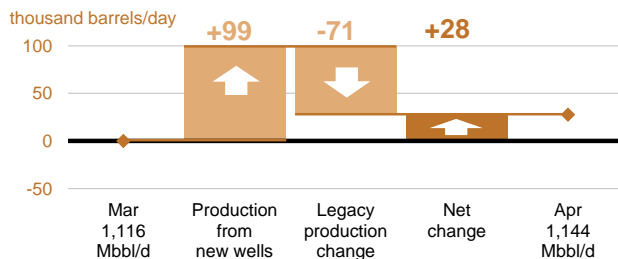 thousand barrels/day
+99
-71
+28
100
50
0
-50
Mar
1,116
Mbbl/d
Production
from
new wells
Legacy
production
change
Net
change
Apr
1,144
Mbbl/d